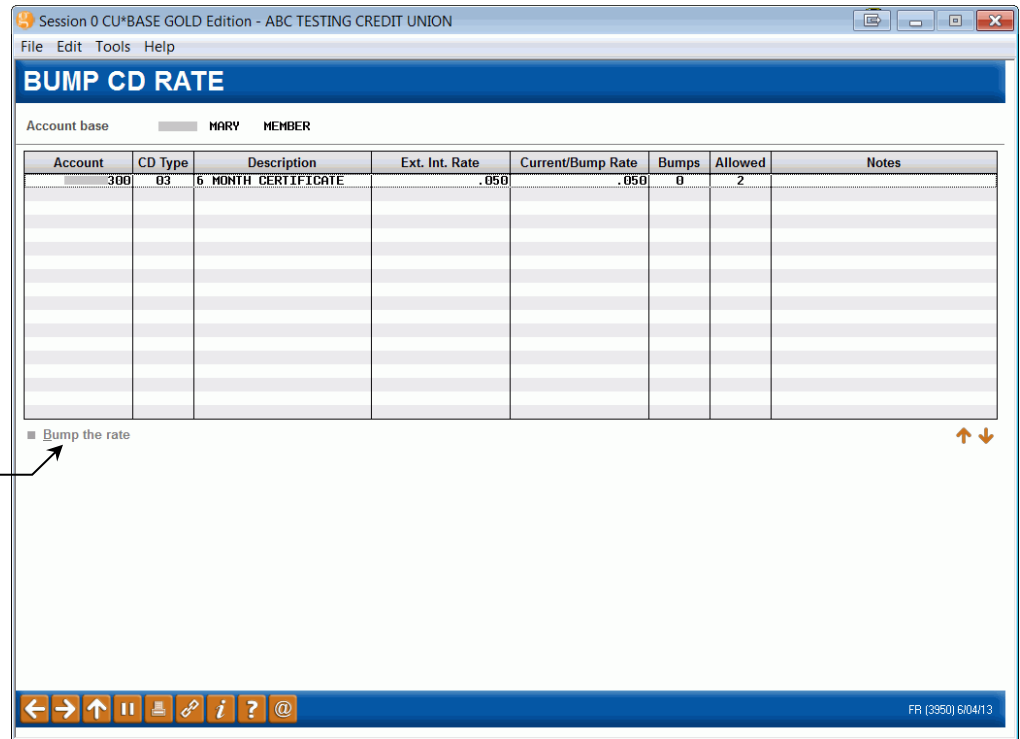 Session 0 CU*BASE GOLD Edition - ABC TESTING CREDIT UNION
File Edit Tools Help
BUMP CD RATE
Account base MARY MEMBER
Account CD Type Description Ext. Int. Rate Current/Bump Rate Bumps Allowed Notes
300 03 6 MONTH CERTIFICATE .050 .050 0 2
Bump the rate
i ? @ FR (3950) 6/04/13